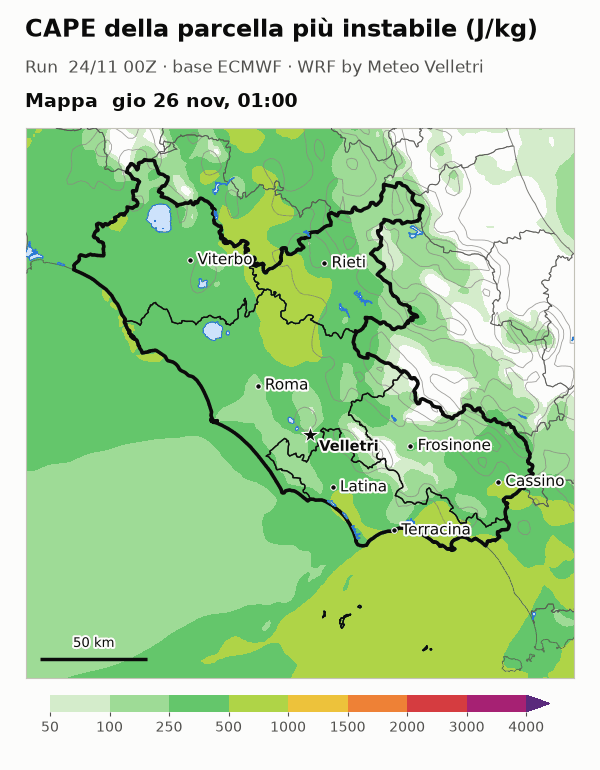 CAPE della parcella più instabile (J/kg)
Run  24/11 00Z · base ECMWF · WRF by Meteo Velletri
Mappa  gio 26 nov, 01:00
Viterbo
Rieti
Roma
Velletri
Frosinone
Latina
Cassino
Terracina
50 km
50 100 250 500 1000 1500 2000 3000 4000